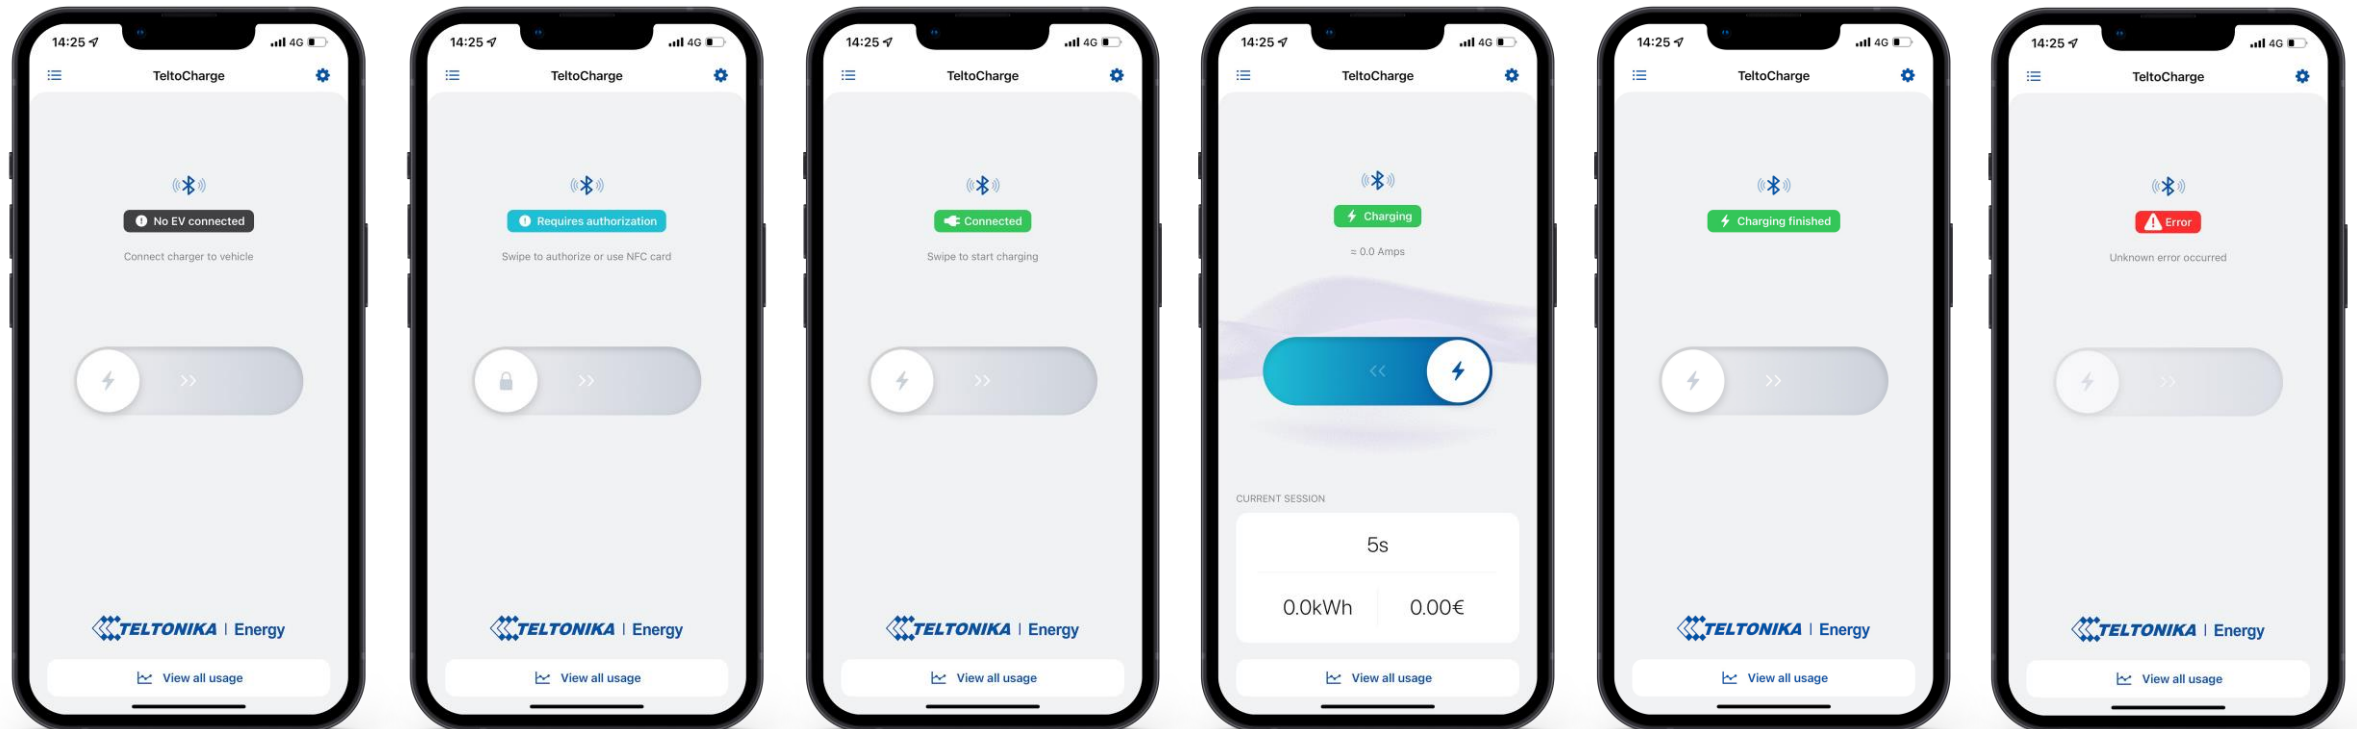 14:25
4G
TeltoCharge
No EV connected
Connect charger to vehicle
TELTONIKA | Energy
View all usage
14:25
4G
TeltoCharge
Requires authorization
Swipe to authorize or use NFC card
TELTONIKA | Energy
View all usage
14:25
4G
TeltoCharge
Connected
Swipe to start charging
TELTONIKA | Energy
View all usage
14:25
4G
TeltoCharge
Charging
≈ 0.0 Amps
CURRENT SESSION
5s
0.0kWh
0.00€
View all usage
14:25
4G
TeltoCharge
Charging finished
TELTONIKA | Energy
View all usage
14:25
4G
TeltoCharge
Error
Unknown error occurred
TELTONIKA | Energy
View all usage